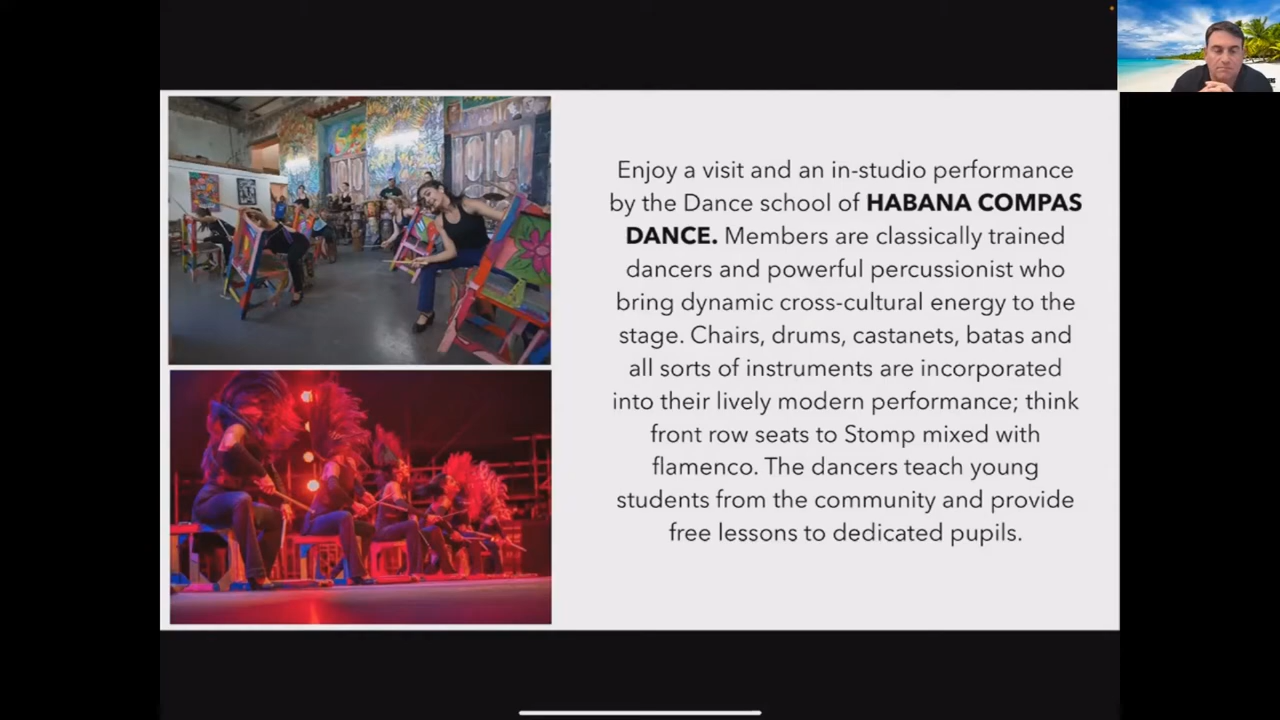 Enjoy a visit and an in-studio performance
by the Dance school of HABANA COMPAS
DANCE. Members are classically trained
dancers and powerful percussionist who
bring dynamic cross-cultural energy to the
stage. Chairs, drums, castanets, batas and
all sorts of instruments are incorporated
into their lively modern performance; think
front row seats to Stomp mixed with
flamenco. The dancers teach young
students from the community and provide
free lessons to dedicated pupils.